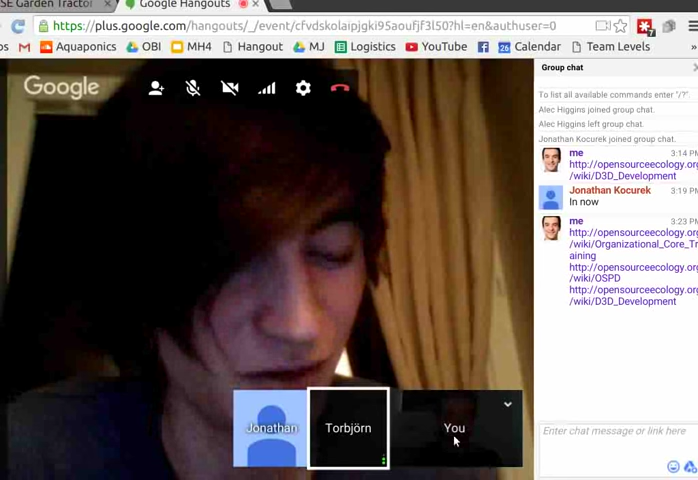 SE Garden Tractor
Google Hangouts
https://plus.google.com/hangouts/_/event/cfvdskolaipjgki95aoufjf3l50?hl=en&authuser=0
os
Aquaponics
OBI
MH4
Hangout
MJ
Logistics
YouTube
Calendar
Team Levels
»
Google
Group chat
To list all available commands enter "/?".
Alec Higgins joined group chat.
Alec Higgins left group chat.
Jonathan Kocurek joined group chat.
me 3:14 PM
http://opensourceecology.org
/wiki/D3D_Development
Jonathan Kocurek 3:19 PM
In now
me 3:23 PM
http://opensourceecology.org
/wiki/Organizational_Core_Tr
aining
http://opensourceecology.org
/wiki/OSPD
http://opensourceecology.org
/wiki/D3D_Development
Jonathan
Torbjörn
You
Enter chat message or link here